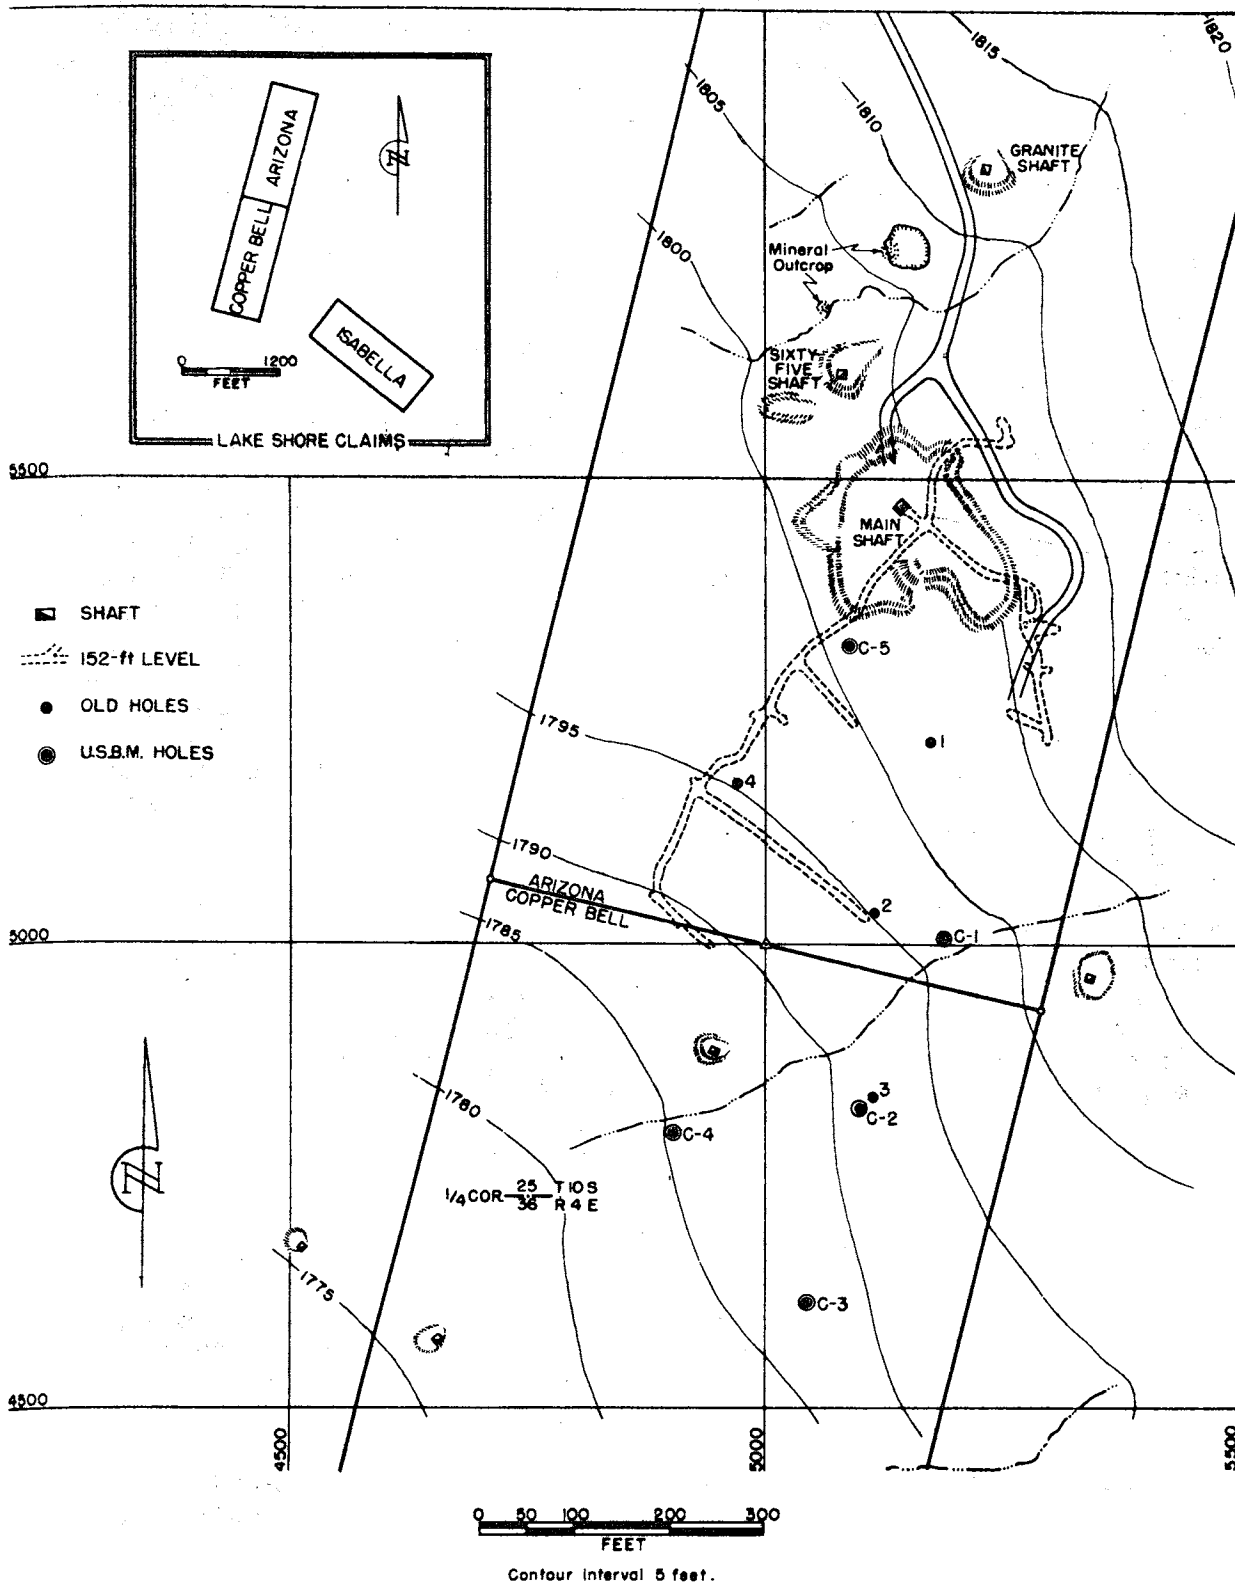 1820
1815
1805
1810
ARIZONA
GRANITE
SHAFT
N
COPPER BELL
1800
Mineral
Outcrop
ISABELLA
0 1200
FEET
SIXTY
FIVE
SHAFT
LAKE SHORE CLAIMS
5500
MAIN
SHAFT
SHAFT
152-ft LEVEL
C-5
OLD HOLES
1795
1
U.S.B.M. HOLES
4
1790
ARIZONA
COPPER BELL
2
1785
5000
C-1
1780
3
C-2
C-4
N
1/4 COR 25 T 10 S
36 R 4 E
1775
C-3
4500
4500
5000
5500
0 50 100 200 300
FEET
Contour interval 5 feet.